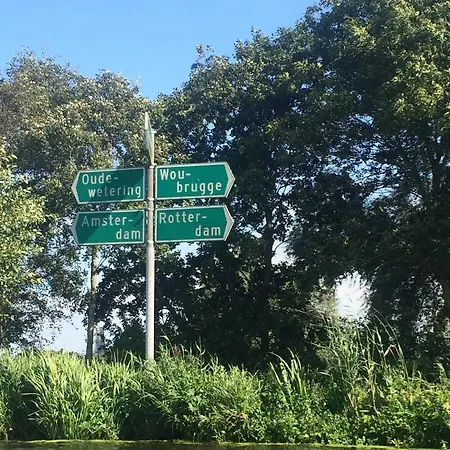 Oude-
wetering
Wou-
brugge
Amster-
dam
Rotter-
dam